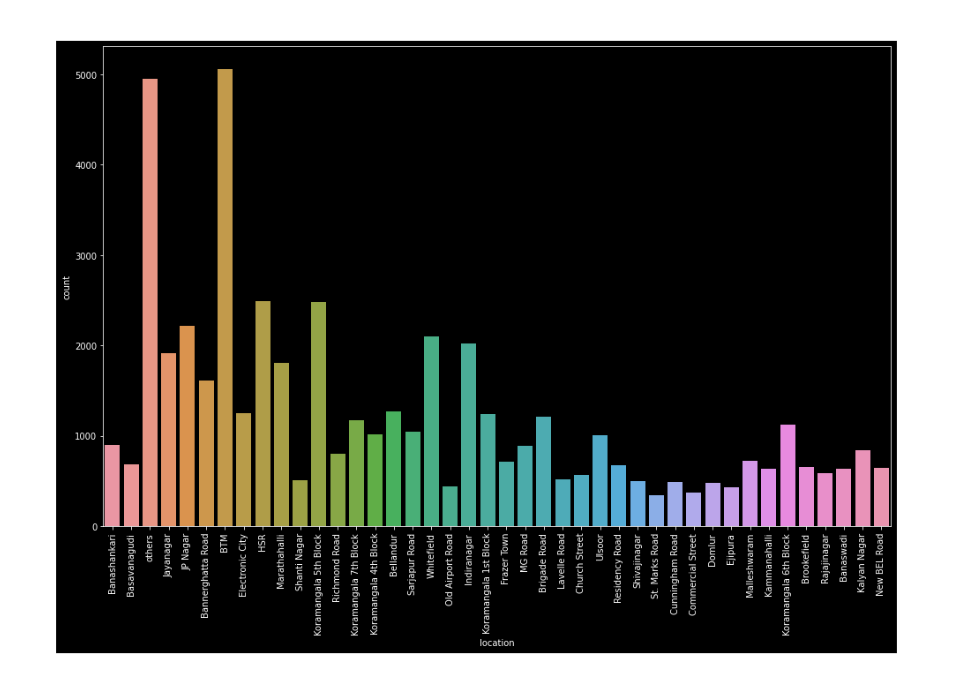 5000
4000
3000
2000
1000
0
count
Banashankari
Basavanagudi
others
Jayanagar
JP Nagar
Bannerghatta Road
BTM
Electronic City
HSR
Marathahalli
Shanti Nagar
Koramangala 5th Block
Richmond Road
Koramangala 7th Block
Koramangala 4th Block
Bellandur
Sarjapur Road
Whitefield
Old Airport Road
Indiranagar
Koramangala 1st Block
Frazer Town
MG Road
Brigade Road
Lavelle Road
Church Street
Ulsoor
Residency Road
Shivajinagar
St. Marks Road
Cunningham Road
Commercial Street
Domlur
Ejipura
Malleshwaram
Kammanahalli
Koramangala 6th Block
Brookefield
Rajajinagar
Banaswadi
Kalyan Nagar
New BEL Road
location